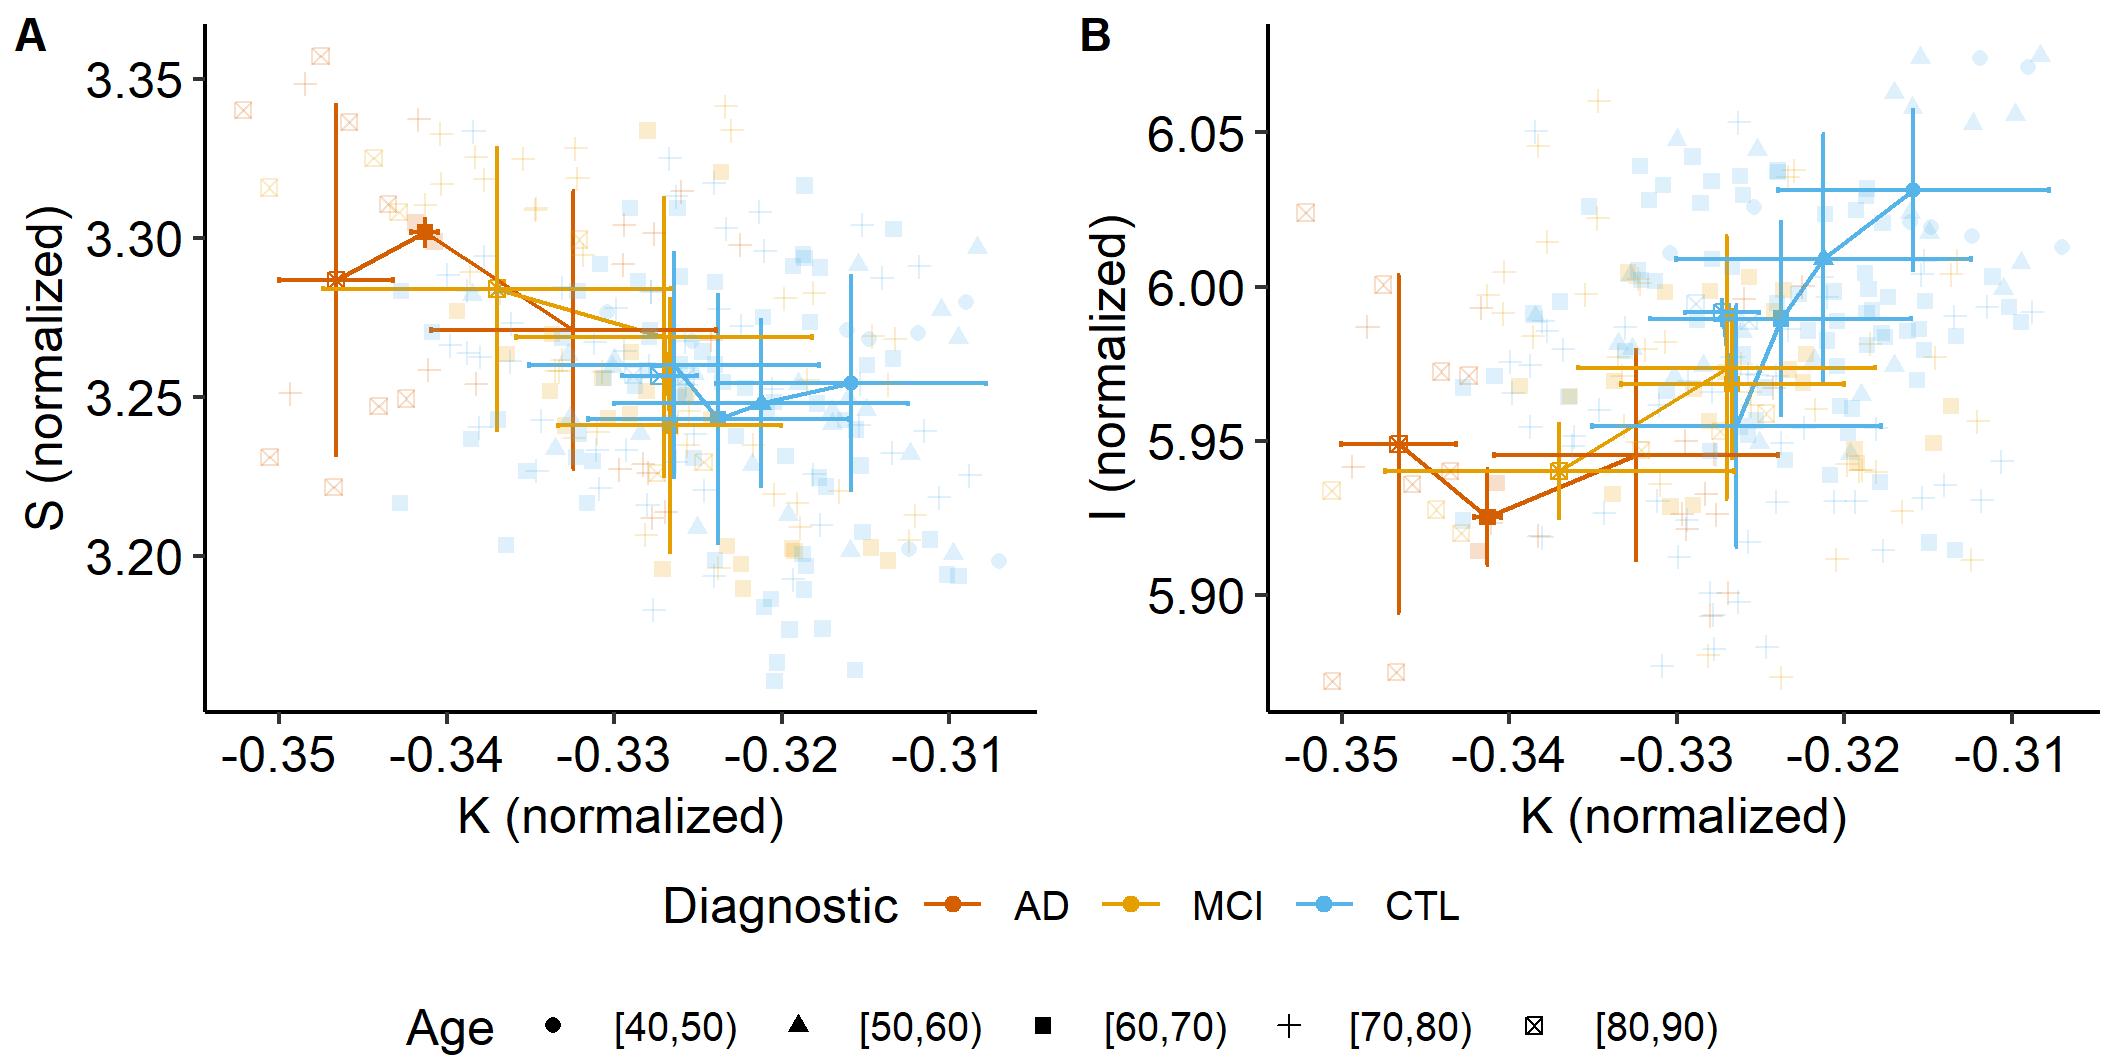 A
B
3.35
3.30
3.25
3.20
S (normalized)
-0.35 -0.34 -0.33 -0.32 -0.31
K (normalized)
6.05
6.00
5.95
5.90
I (normalized)
-0.35 -0.34 -0.33 -0.32 -0.31
K (normalized)
Diagnostic AD MCI CTL
Age [40,50) [50,60) [60,70) [70,80) [80,90)